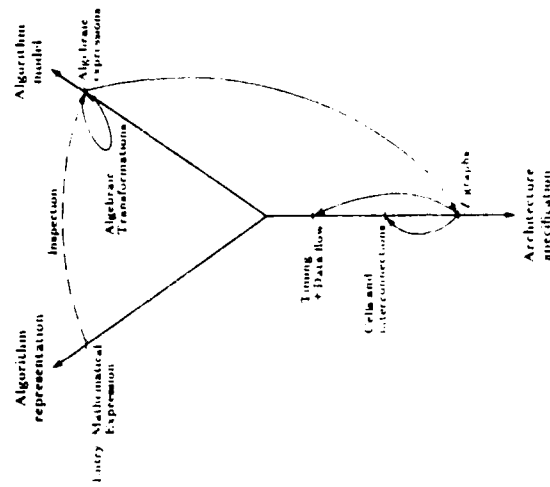 Algorithm
model
Algebraic
expressions
Algebraic
Transformations
Inspection
Algorithm
representation
Entry Mathematical
Expression
Timing
+ Data flow
Cells and
interconnections
Z graphs
Architecture
specification